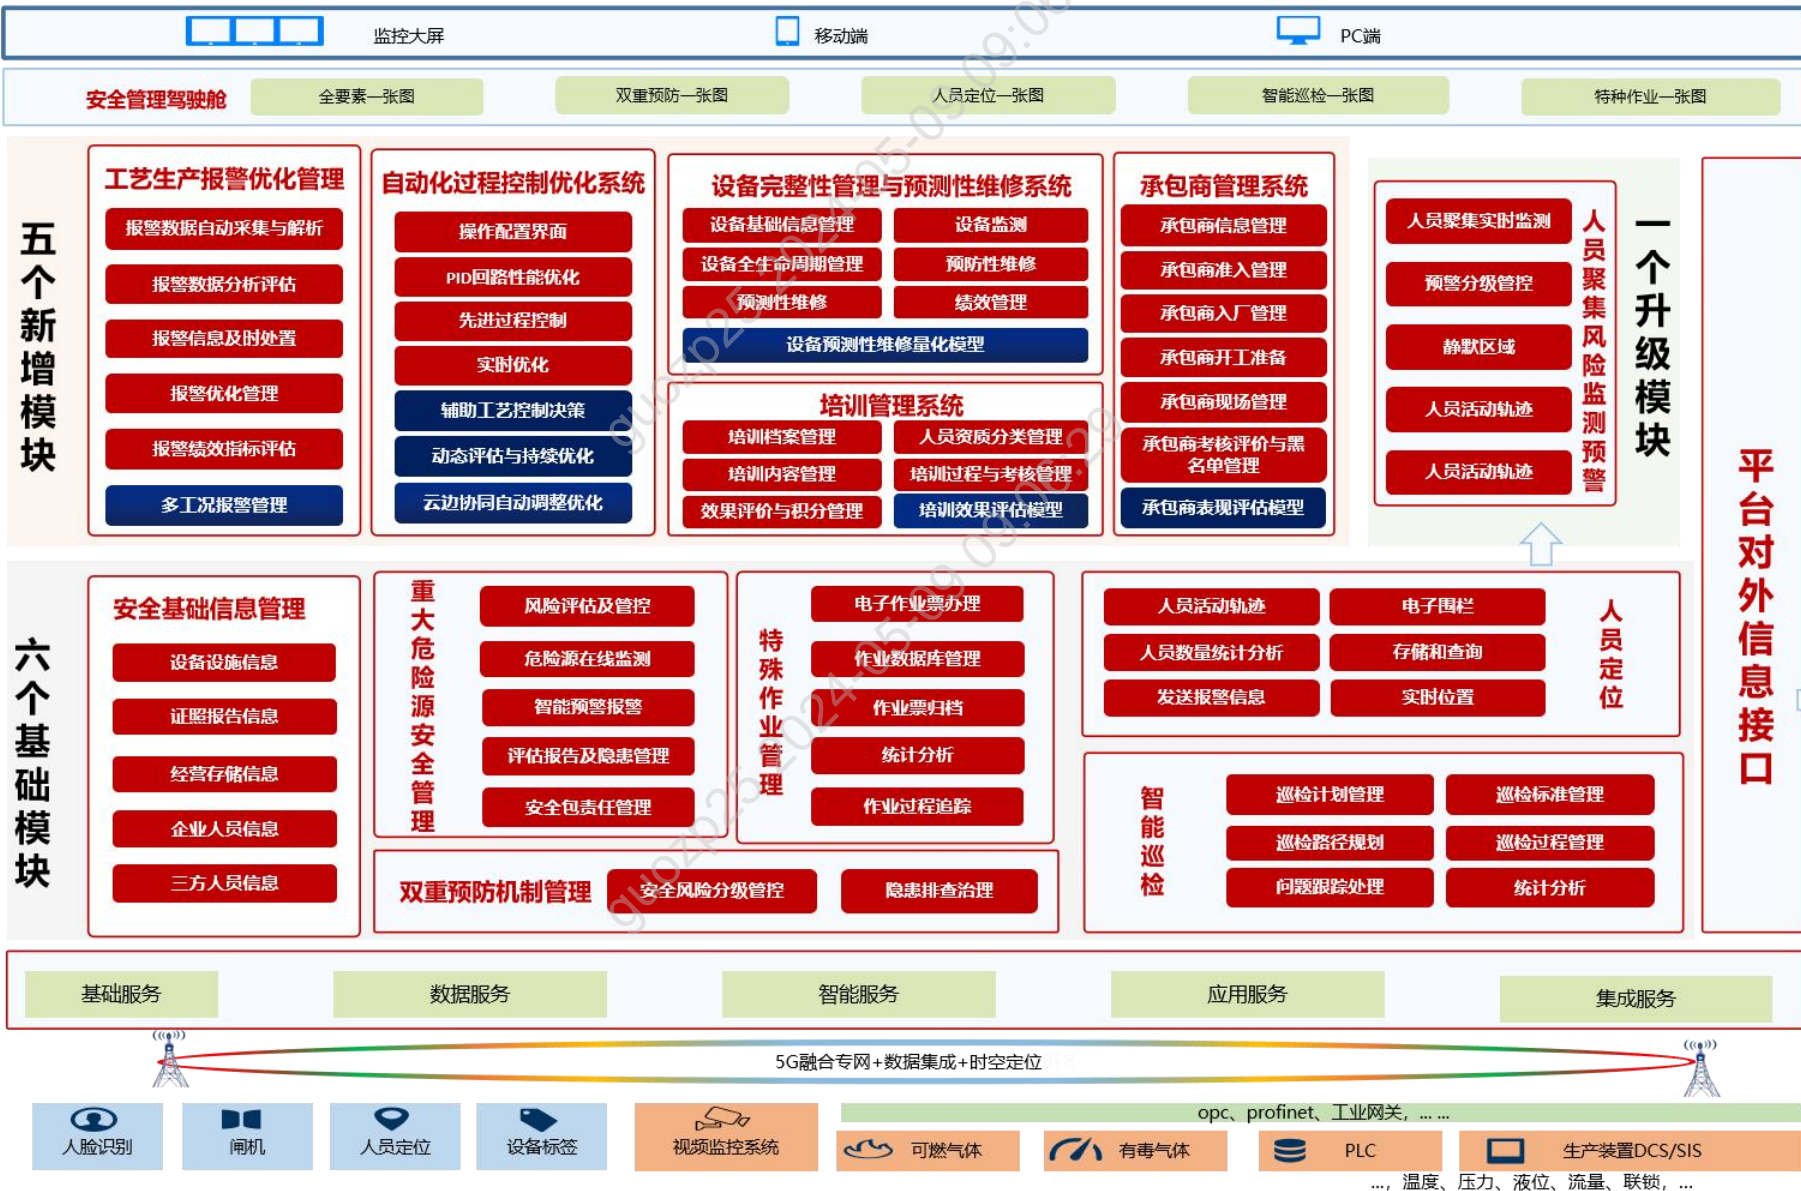 监控大屏
移动端
PC端
安全管理驾驶舱
全要素一张图
双重预防一张图
人员定位一张图
智能巡检一张图
特种作业一张图
五个新增模块
工艺生产报警优化管理
报警数据自动采集与解析
报警数据分析评估
报警信息及时处置
报警优化管理
报警绩效指标评估
多工况报警管理
自动化过程控制优化系统
操作配置界面
PID回路性能优化
先进过程控制
实时优化
辅助工艺控制决策
动态评估与持续优化
云边协同自动调整优化
设备完整性管理与预测性维修系统
设备基础信息管理
设备监测
设备全生命周期管理
预防性维修
预测性维修
绩效管理
设备预测性维修量化模型
培训管理系统
培训档案管理
人员资质分类管理
培训内容管理
培训过程与考核管理
效果评价与积分管理
培训效果评估模型
承包商管理系统
承包商信息管理
承包商准入管理
承包商入厂管理
承包商开工准备
承包商现场管理
承包商考核评价与黑
名单管理
承包商表现评估模型
人员聚集实时监测
预警分级管控
静默区域
人员活动轨迹
人员活动轨迹
人员聚集风险监测预警
一个升级模块
平台对外信息接口
六个基础模块
安全基础信息管理
设备设施信息
证照报告信息
经营存储信息
企业人员信息
三方人员信息
重大危险源安全管理
风险评估及管控
危险源在线监测
智能预警报警
评估报告及隐患管理
安全包责任管理
特殊作业管理
电子作业票办理
作业数据库管理
作业票归档
统计分析
作业过程追踪
双重预防机制管理
安全风险分级管控
隐患排查治理
人员活动轨迹
电子围栏
人员数量统计分析
存储和查询
发送报警信息
实时位置
人员定位
智能巡检
巡检计划管理
巡检标准管理
巡检路径规划
巡检过程管理
问题跟踪处理
统计分析
基础服务
数据服务
智能服务
应用服务
集成服务
5G融合专网+数据集成+时空定位
人脸识别
闸机
人员定位
设备标签
视频监控系统
opc、profinet、工业网关，... ...
可燃气体
有毒气体
PLC
生产装置DCS/SIS
...，温度、压力、液位、流量、联锁，...
guozp25-2024-05-09 09:06:29
guozp25-2024-05-09 09:06:29